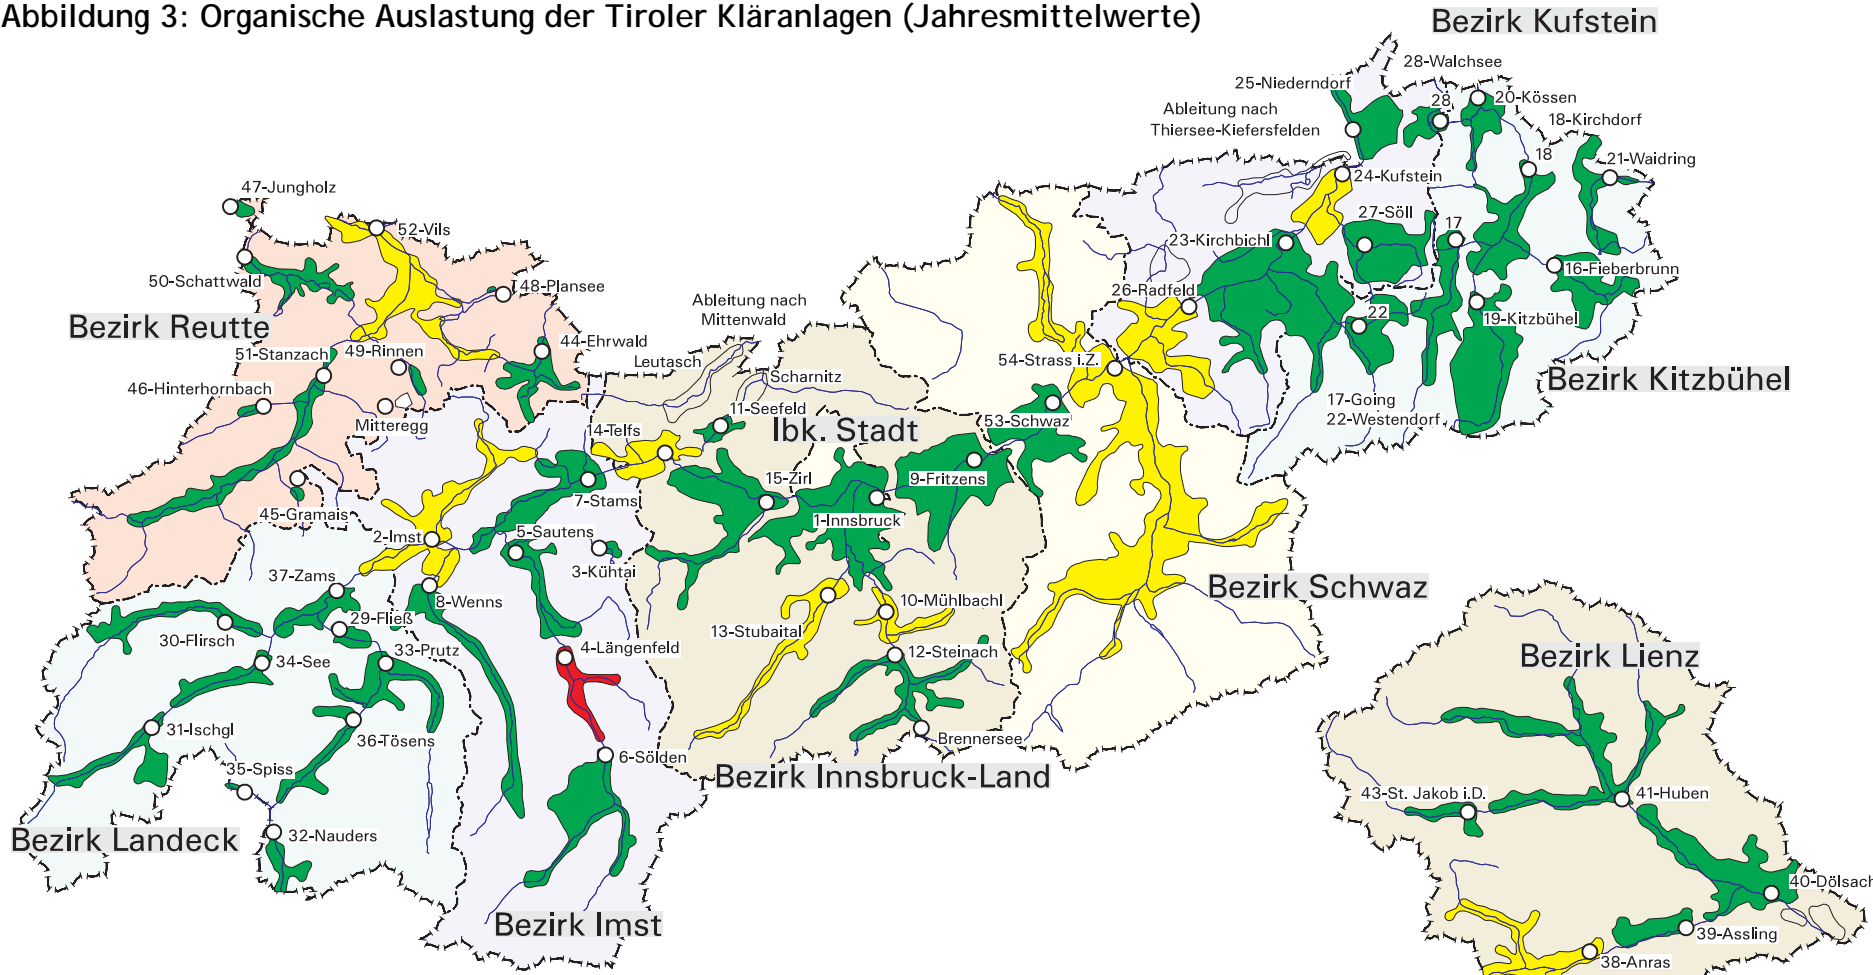 Abbildung 3: Organische Auslastung der Tiroler Kläranlagen (Jahresmittelwerte)
Bezirk Kufstein
28-Walchsee
25-Niederndorf
28
20-Kössen
Ableitung nach
Thiersee-Kiefersfelden
18-Kirchdorf
18
21-Waidring
24-Kufstein
47-Jungholz
52-Vils
27-Söll
17
23-Kirchbichl
16-Fieberbrunn
50-Schattwald
48-Plansee
26-Radfeld
Ableitung nach
Mittenwald
22
19-Kitzbühel
Bezirk Reutte
44-Ehrwald
51-Stanzach
49-Rinnen
Leutasch
54-Strass i.Z.
Scharnitz
Bezirk Kitzbühel
46-Hinterhornbach
17-Going
22-Westendorf
11-Seefeld
Mitteregg
14-Telfs
Ibk. Stadt
53-Schwaz
15-Zirl
9-Fritzens
7-Stams
45-Gramais
1-Innsbruck
2-Imst
5-Sautens
3-Kühtai
37-Zams
Bezirk Schwaz
8-Wenns
10-Mühlbachl
29-Fließ
30-Flirsch
13-Stubaital
33-Prutz
4-Längenfeld
12-Steinach
34-See
Bezirk Lienz
31-Ischgl
36-Tösens
Brennersee
6-Sölden
35-Spiss
Bezirk Innsbruck-Land
43-St. Jakob i.D.
41-Huben
Bezirk Landeck
32-Nauders
40-Dölsach
Bezirk Imst
39-Assling
38-Anras